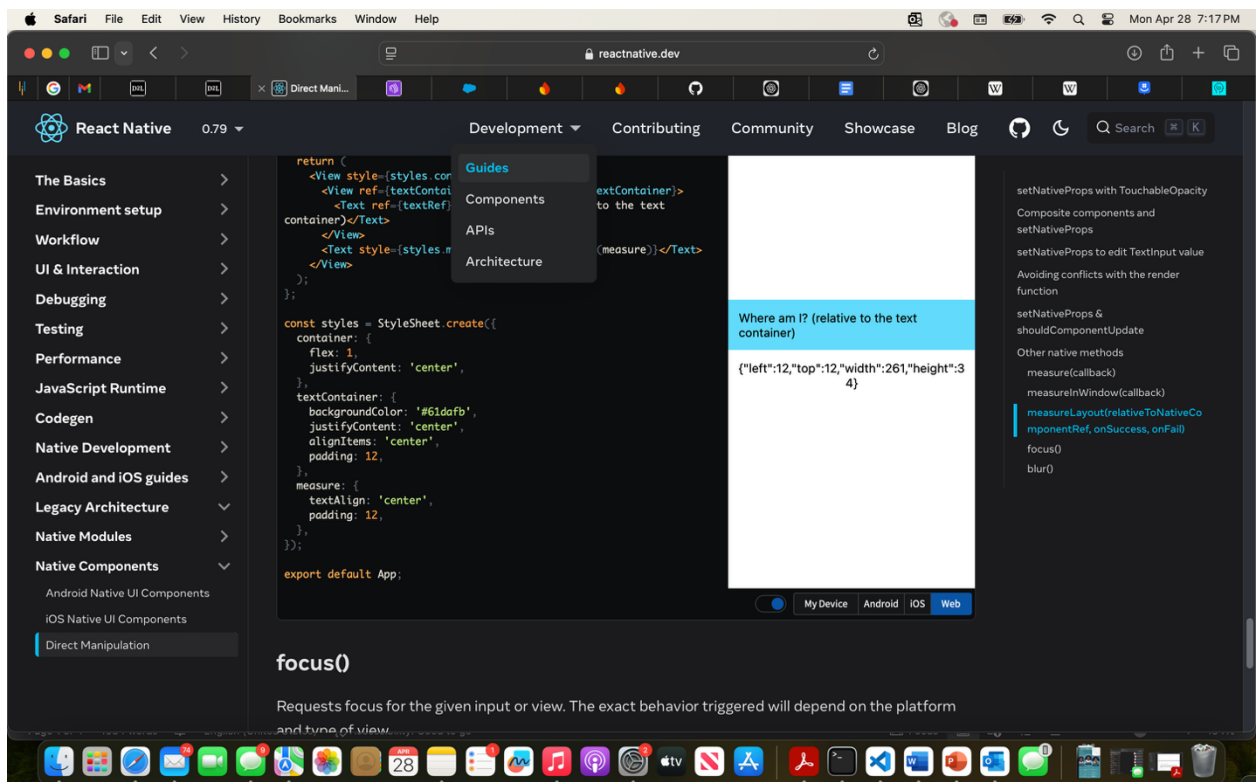 Safari File Edit View History Bookmarks Window Help Mon Apr 28 7:17 PM
reactnative.dev
DZL DZL Direct Mani... W W
React Native 0.79 Development Contributing Community Showcase Blog Search ⌘ K
Guides
Components
APIs
Architecture
The Basics
Environment setup
Workflow
UI & Interaction
Debugging
Testing
Performance
JavaScript Runtime
Codegen
Native Development
Android and iOS guides
Legacy Architecture
Native Modules
Native Components
Android Native UI Components
iOS Native UI Components
Direct Manipulation
return (
<View style={styles.con
<View ref={textContai extContainer}>
<Text ref={textRef} to the text
container)</Text>
</View>
<Text style={styles.m (measure)}</Text>
</View>
);
};
const styles = StyleSheet.create({
container: {
flex: 1,
justifyContent: 'center',
},
textContainer: {
backgroundColor: '#61dafb',
justifyContent: 'center',
alignItems: 'center',
padding: 12,
},
measure: {
textAlign: 'center',
padding: 12,
},
});
export default App;
Where am I? (relative to the text
container)
{"left":12,"top":12,"width":261,"height":3
4}
My Device Android iOS Web
focus()
Requests focus for the given input or view. The exact behavior triggered will depend on the platform
and type of view.
setNativeProps with TouchableOpacity
Composite components and
setNativeProps
setNativeProps to edit TextInput value
Avoiding conflicts with the render
function
setNativeProps &
shouldComponentUpdate
Other native methods
measure(callback)
measureInWindow(callback)
measureLayout(relativeToNativeCo
mponentRef, onSuccess, onFail)
focus()
blur()
74 9 APR 28 1 2 tv